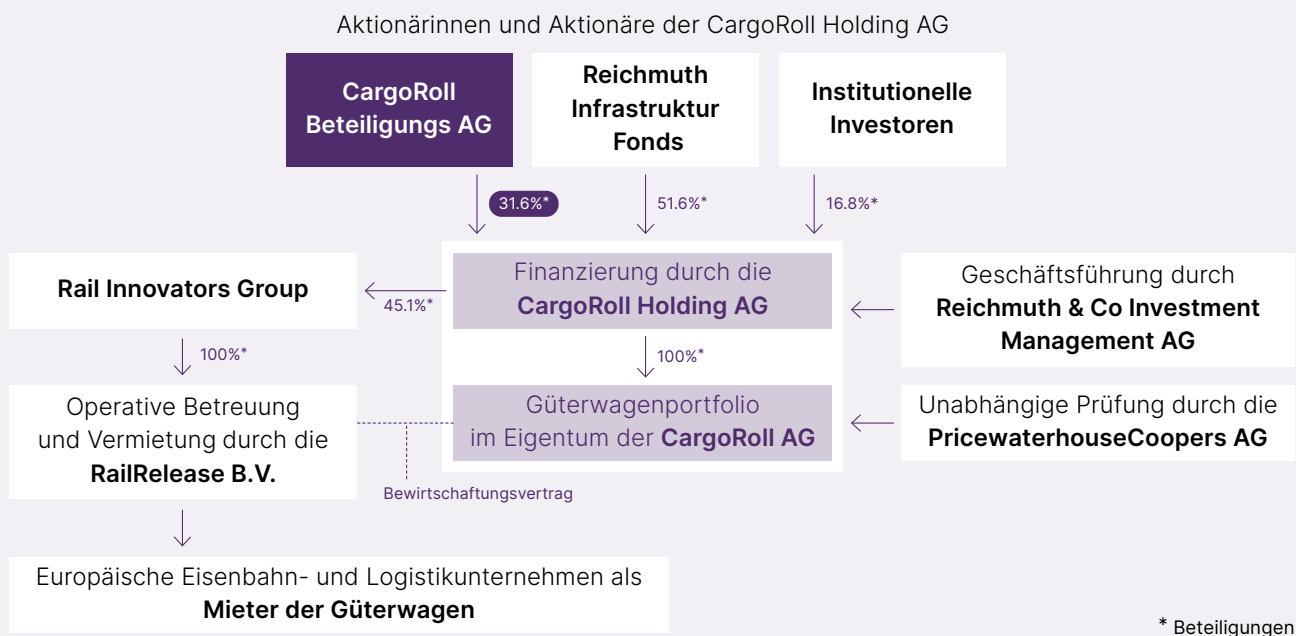 Aktionärinnen und Aktionäre der CargoRoll Holding AG
CargoRoll
Beteiligungs AG
Reichmuth
Infrastruktur
Fonds
Institutionelle
Investoren
31.6%*
51.6%*
16.8%*
Rail Innovators Group
45.1%*
Finanzierung durch die
CargoRoll Holding AG
Geschäftsführung durch
Reichmuth & Co Investment
Management AG
100%*
100%*
Operative Betreuung
und Vermietung durch die
RailRelease B.V.
Güterwagenportfolio
im Eigentum der CargoRoll AG
Unabhängige Prüfung durch die
PricewaterhouseCoopers AG
Bewirtschaftungsvertrag
Europäische Eisenbahn- und Logistikunternehmen als
Mieter der Güterwagen
* Beteiligungen